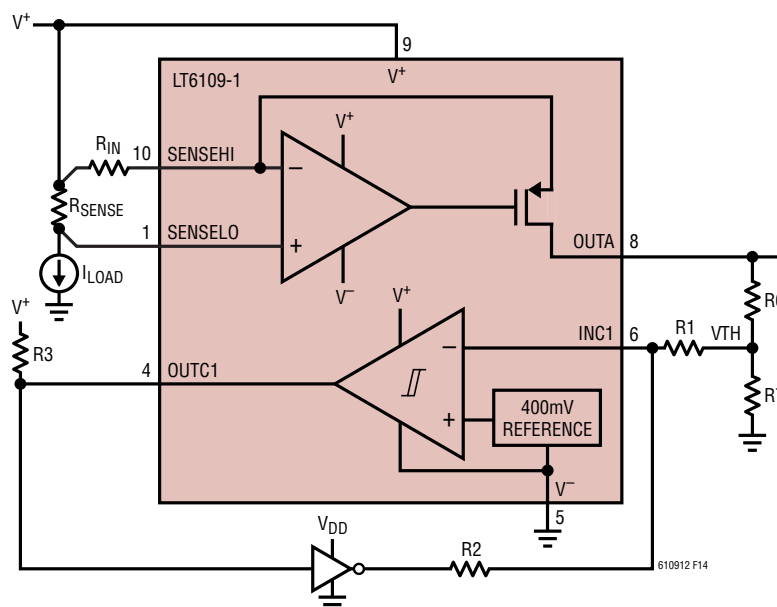 V+
9
V+
LT6109-1
RIN
10
SENSEHI
V+
−
RSENSE
1
SENSELO
+
OUTA
8
ILOAD
V−
V+
V+
R3
INC1
6
R1
VTH
−
4
OUTC1
+
400mV
REFERENCE
V−
5
VDD
R2
610912 F14